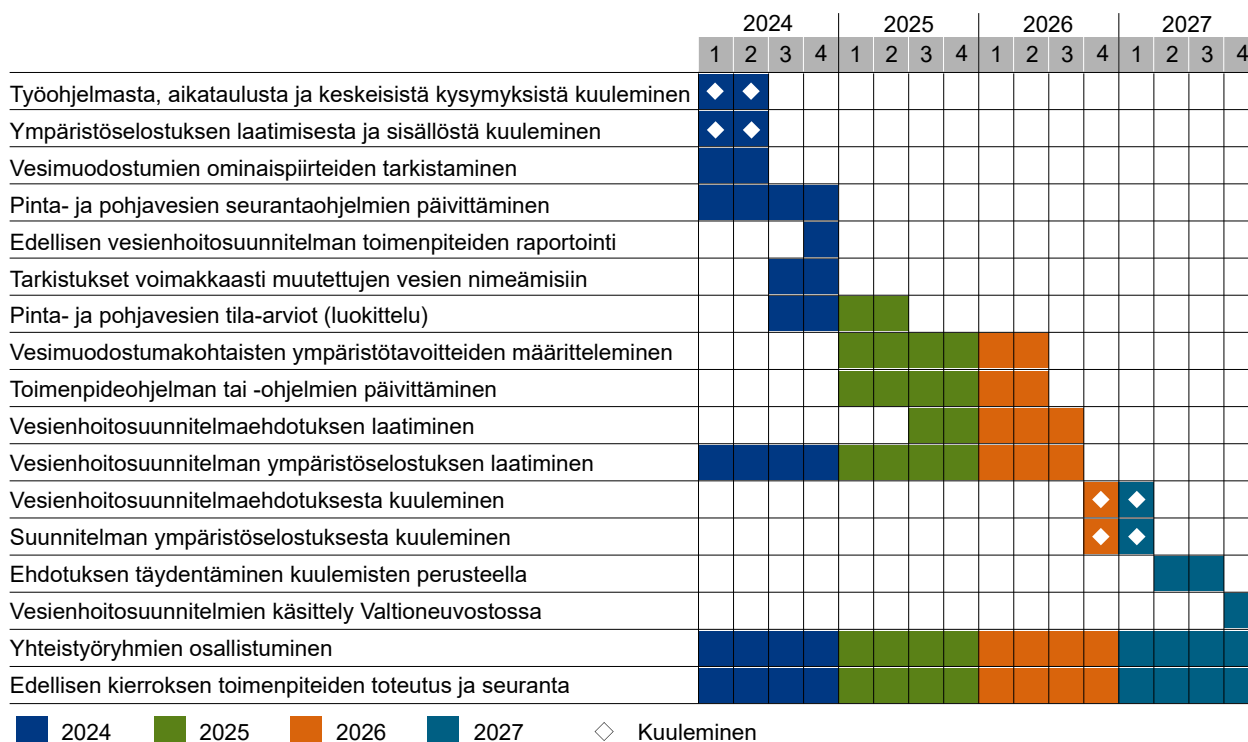 2024 2025 2026 2027
1 2 3 4 1 2 3 4 1 2 3 4 1 2 3 4
Työohjelmasta, aikataulusta ja keskeisistä kysymyksistä kuuleminen
Ympäristöselostuksen laatimisesta ja sisällöstä kuuleminen
Vesimuodostumien ominaispiirteiden tarkistaminen
Pinta- ja pohjavesien seurantaohjelmien päivittäminen
Edellisen vesienhoitosuunnitelman toimenpiteiden raportointi
Tarkistukset voimakkaasti muutettujen vesien nimeämisiin
Pinta- ja pohjavesien tila-arviot (luokittelu)
Vesimuodostumakohtaisten ympäristötavoitteiden määritteleminen
Toimenpideohjelman tai -ohjelmien päivittäminen
Vesienhoitosuunnitelmaehdotuksen laatiminen
Vesienhoitosuunnitelman ympäristöselostuksen laatiminen
Vesienhoitosuunnitelmaehdotuksesta kuuleminen
Suunnitelman ympäristöselostuksesta kuuleminen
Ehdotuksen täydentäminen kuulemisten perusteella
Vesienhoitosuunnitelmien käsittely Valtioneuvostossa
Yhteistyöryhmien osallistuminen
Edellisen kierroksen toimenpiteiden toteutus ja seuranta
2024 2025 2026 2027 Kuuleminen